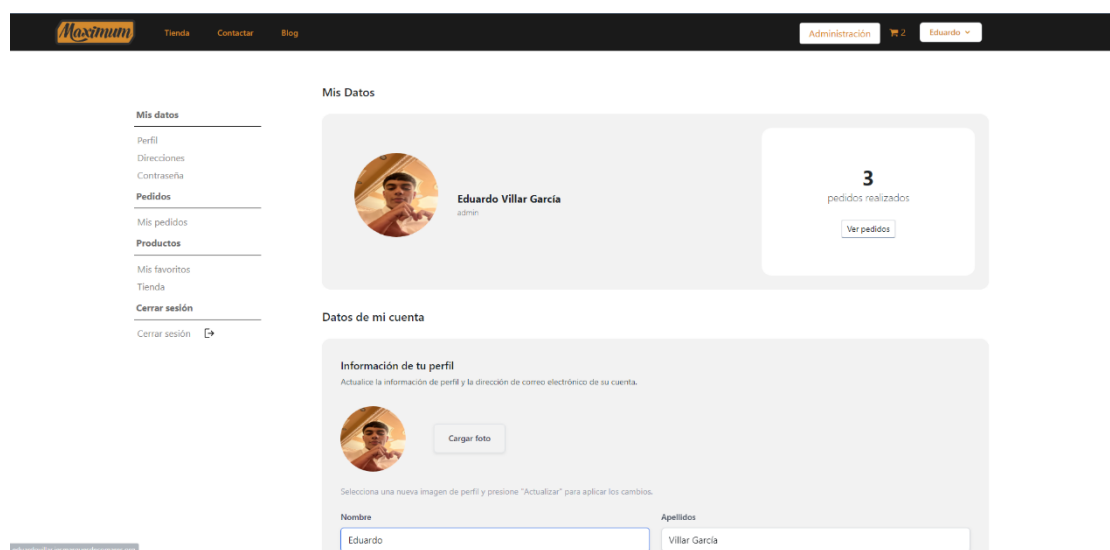 Maximum
Tienda
Contactar
Blog
Administración
2
Eduardo
Mis datos
Perfil
Direcciones
Contraseña
Pedidos
Mis pedidos
Productos
Mis favoritos
Tienda
Cerrar sesión
Cerrar sesión
Mis Datos
Eduardo Villar García
admin
3
pedidos realizados
Ver pedidos
Datos de mi cuenta
Información de tu perfil
Actualice la información de perfil y la dirección de correo electrónico de su cuenta.
Cargar foto
Selecciona una nueva imagen de perfil y presione "Actualizar" para aplicar los cambios.
Nombre
Eduardo
Apellidos
Villar García